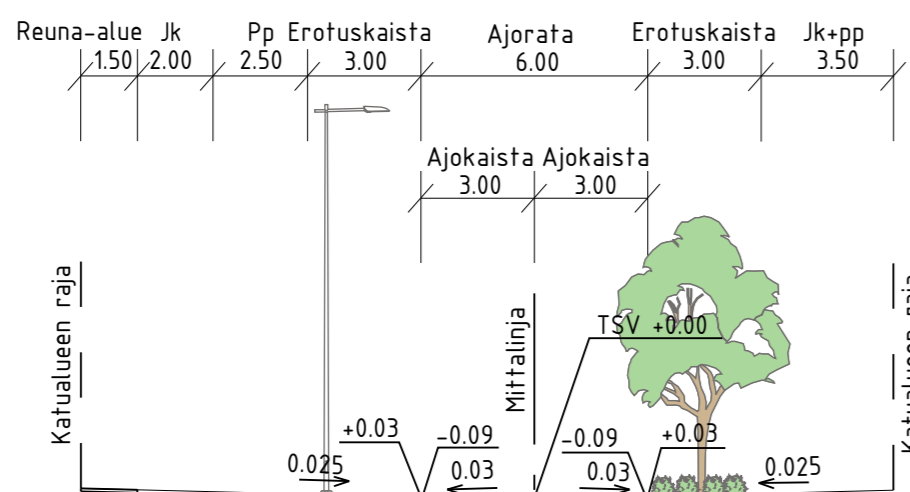 Reuna-alue Jk Pp Erotuskaista Ajorata Erotuskaista Jk+pp
1.50 2.00 2.50 3.00 6.00 3.00 3.50
Ajokaista Ajokaista
3.00 3.00
Katualueen raja
Mittalinja
TSV +0.00
Katualueen raja
+0.03 -0.09 -0.09 +0.03
0.025 0.03 0.03 0.025